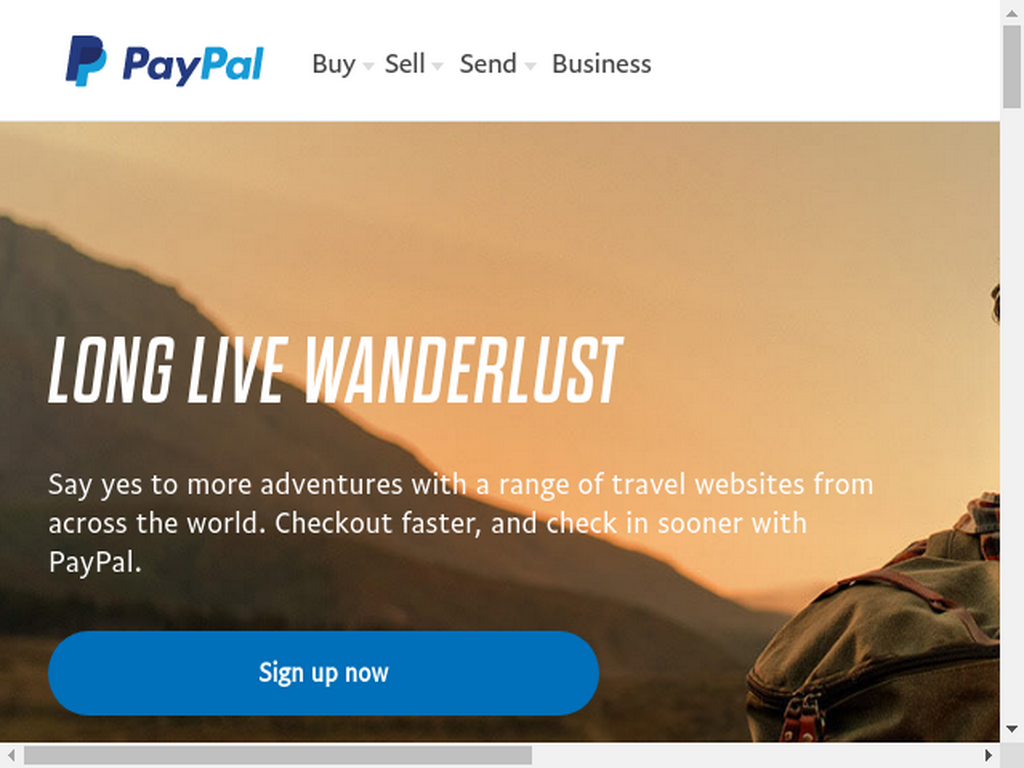 PayPal
Buy Sell Send Business
LONG LIVE WANDERLUST
Say yes to more adventures with a range of travel websites from
across the world. Checkout faster, and check in sooner with
PayPal.
Sign up now